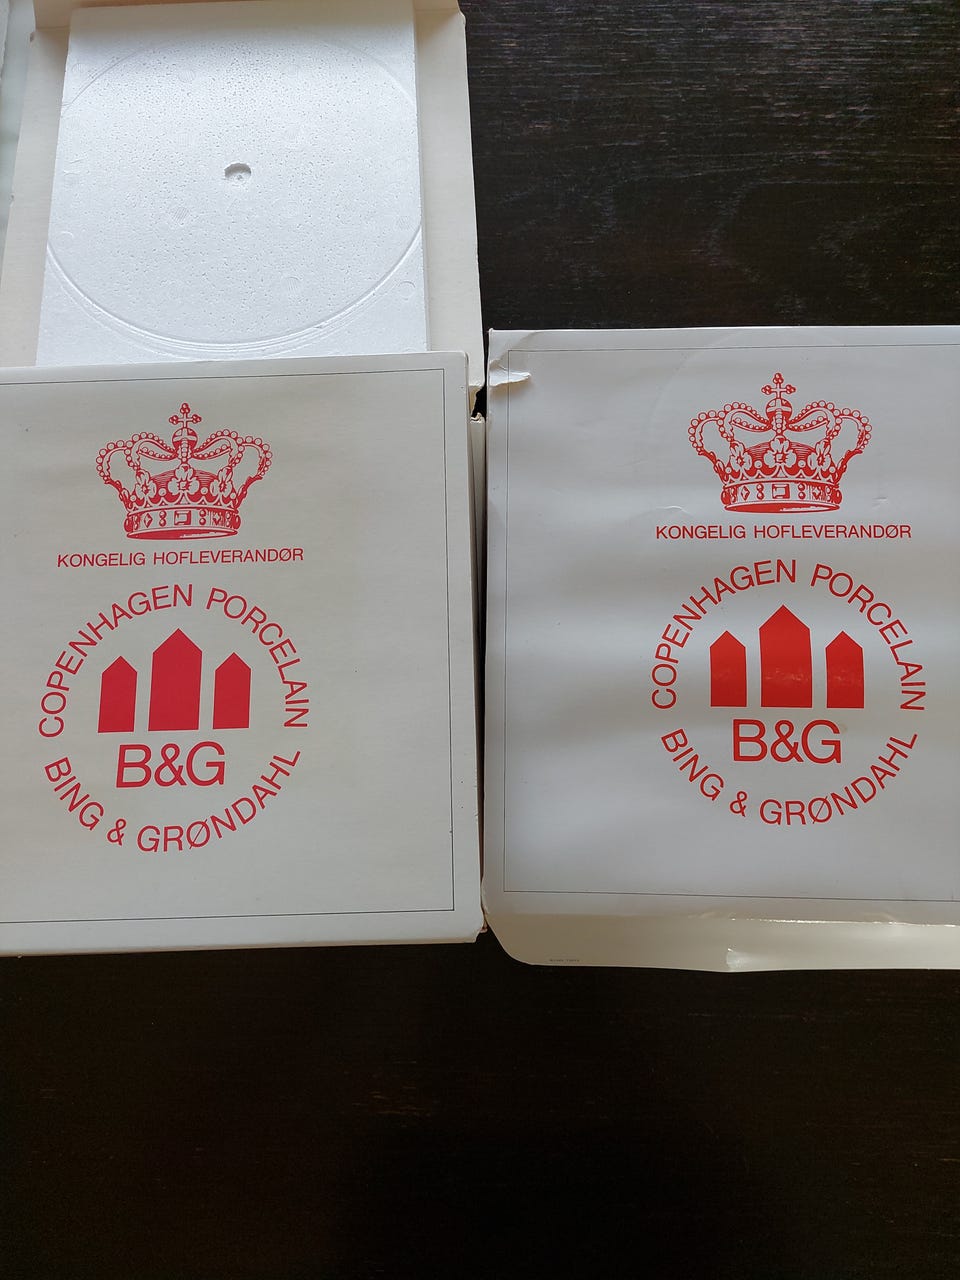 KONGELIG HOFLEVERANDØR
COPENHAGEN PORCELAIN
B&G
BING & GRØNDAHL
KONGELIG HOFLEVERANDØR
COPENHAGEN PORCELAIN
B&G
BING & GRØNDAHL